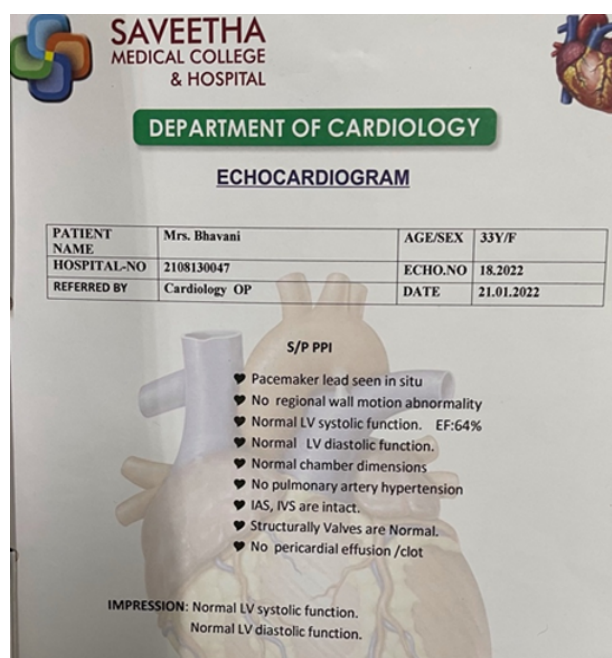 SAVEETHA
MEDICAL COLLEGE
& HOSPITAL
DEPARTMENT OF CARDIOLOGY
ECHOCARDIOGRAM
PATIENT NAME Mrs. Bhavani AGE/SEX 33Y/F
HOSPITAL-NO 2108130047 ECHO.NO 18.2022
REFERRED BY Cardiology OP DATE 21.01.2022
S/P PPI
Pacemaker lead seen in situ
No regional wall motion abnormality
Normal LV systolic function. EF:64%
Normal LV diastolic function.
Normal chamber dimensions
No pulmonary artery hypertension
IAS, IVS are intact.
Structurally Valves are Normal.
No pericardial effusion /clot
IMPRESSION: Normal LV systolic function.
Normal LV diastolic function.